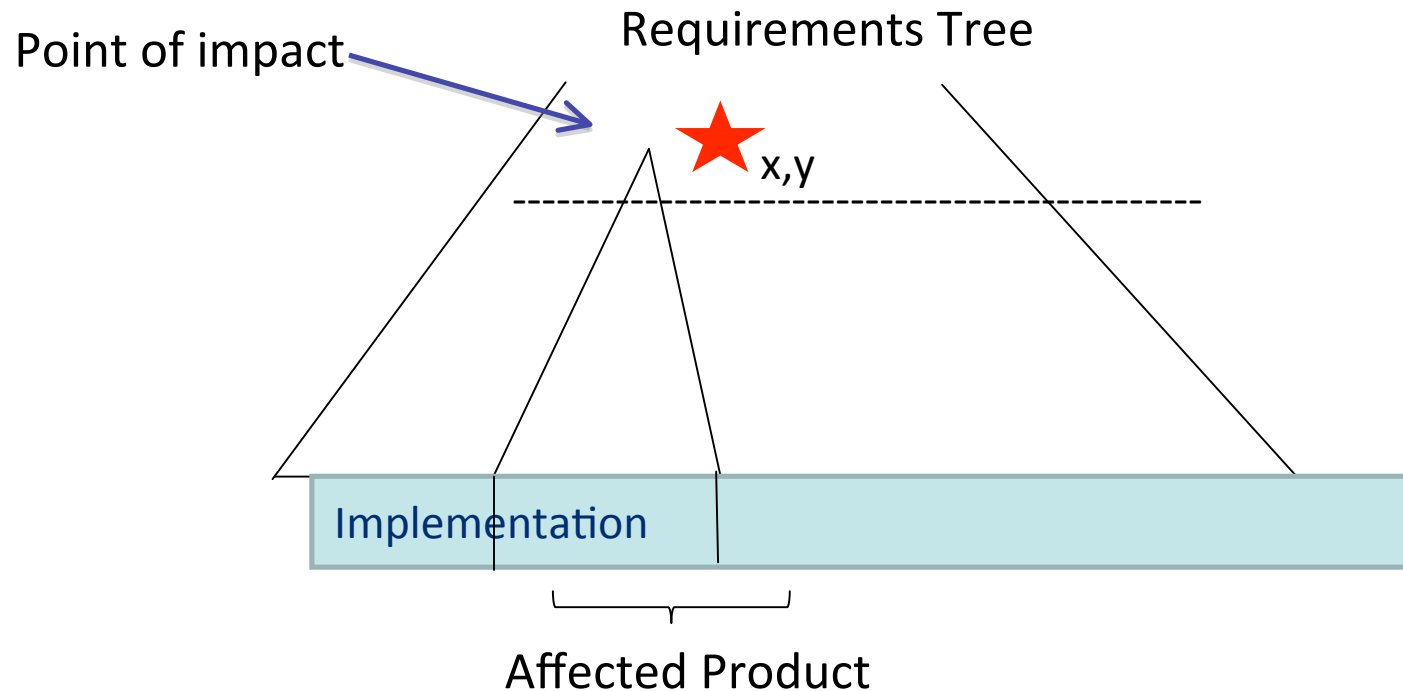 Requirements Tree
Point of impact
x,y
Implementation
Affected Product